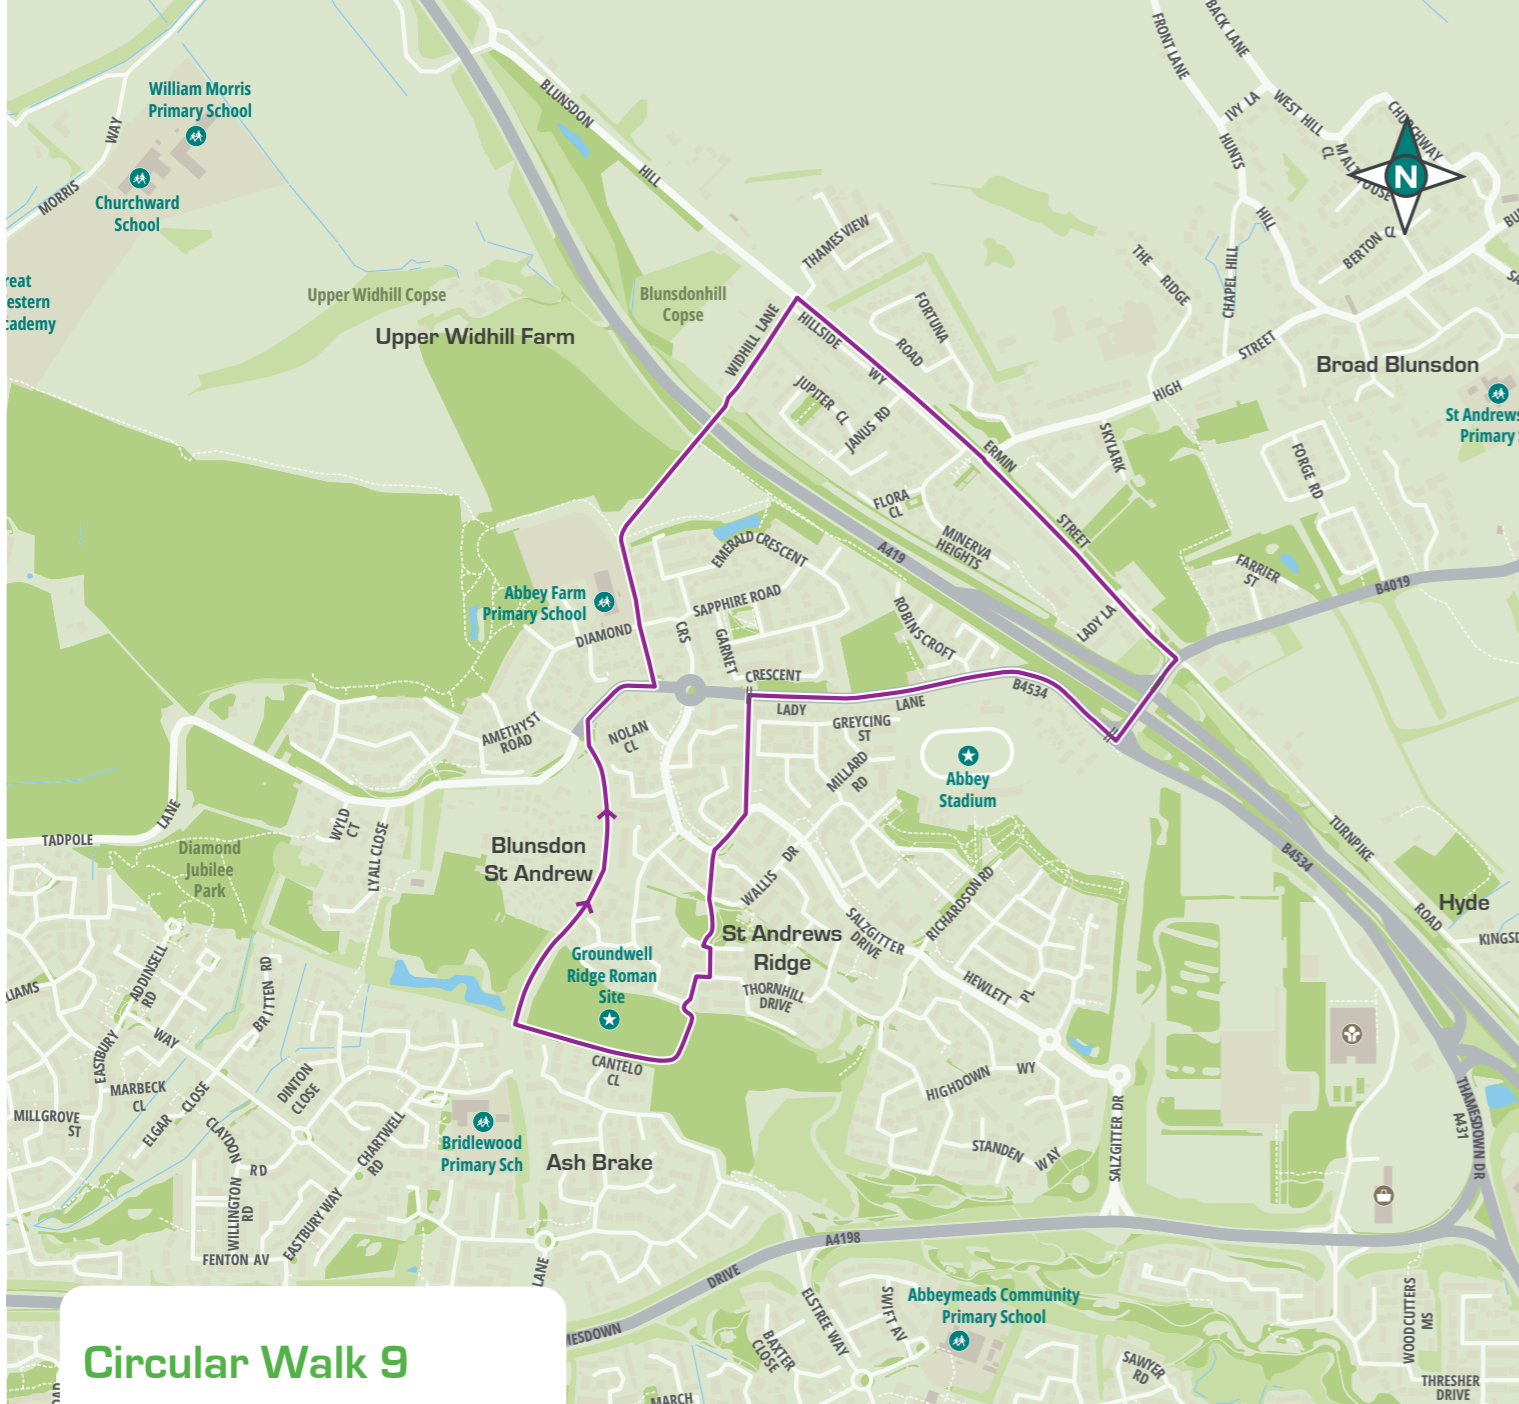 William Morris
Primary School
WAY
MORRIS
Churchward
School
reat
estern
cademy
BLUNSDON
HILL
Upper Widhill Copse
Upper Widhill Farm
Blunsdonhill
Copse
THAMES VIEW
FRONT LANE
BACK LANE
IVY LA
WEST HILL
CL
CHURCHWAY
HUNTS
HILL
N
BERTON CL
THE RIDGE
CHAPEL HILL
HIGH
STREET
Broad Blunsdon
St Andrews
Primary
WIDHILL LANE
HILLSIDE
WY
FORTUNA
ROAD
JUPITER CL
JANUS RD
ERMIN
STREET
SKYLARK
FORGE RD
FLORA
CL
MINERVA
HEIGHTS
FARRIER
ST
B4019
A419
LADY LA
EMERALD CRESCENT
SAPPHIRE ROAD
Abbey Farm
Primary School
DIAMOND
CRS
GARNET
CRESCENT
ROBINSCROFT
B4534
LADY
LANE
GREYCING
ST
MILLARD
RD
Abbey
Stadium
AMETHYST
ROAD
NOLAN
CL
TADPOLE
LANE
WYLD
CT
LYALL CLOSE
Diamond
Jubilee
Park
Blunsdon
St Andrew
WALLIS
DR
SALZGITTER
DRIVE
RICHARDSON RD
St Andrews
Ridge
Groundwell
Ridge Roman
Site
THORNHILL
DRIVE
HEWLETT
PL
TURNPIKE
ROAD
B4534
Hyde
KINGSD
LIAMS
ADDINSELL
RD
BRITTEN RD
EASTBURY
WAY
MARBECK
CL
DINTON
CLOSE
ELGAR
CLOSE
MILLGROVE
ST
CLAYDON
RD
CHARTWELL
RD
CANTELO
CL
HIGHDOWN
WY
STANDEN
WAY
SALZGITTER DR
THAMESDOWN DR
A431
Bridlewood
Primary Sch
Ash Brake
WILLINGTON
RD
EASTBURY WAY
FENTON AV
LANE
MESDOWN
DRIVE
A4198
ELSTREE WAY
SWIFT AV
BAXTER
CLOSE
Abbeymeads Community
Primary School
SAWYER
RD
WOODCUTTERS
MS
THRESHER
DRIVE
MARCH
OAD
Circular Walk 9